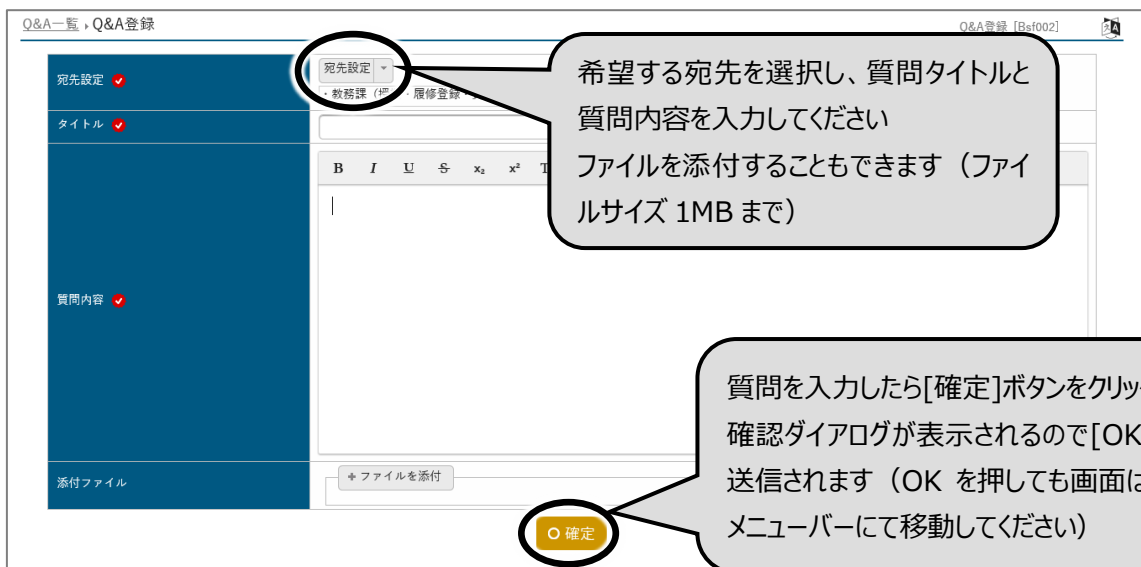 Q&A一覧 › Q&A登録
Q&A登録 [Bsf002]
宛先設定
宛先設定
・教務課
・履修登録
タイトル
B I U S x₂ x² T
質問内容
希望する宛先を選択し、質問タイトルと
質問内容を入力してください
ファイルを添付することもできます（ファイ
ルサイズ 1MB まで）
質問を入力したら[確定]ボタンをクリッ
確認ダイアログが表示されるので[OK
送信されます（OK を押しても画面は
メニューバーにて移動してください）
添付ファイル
+ファイルを添付
確定